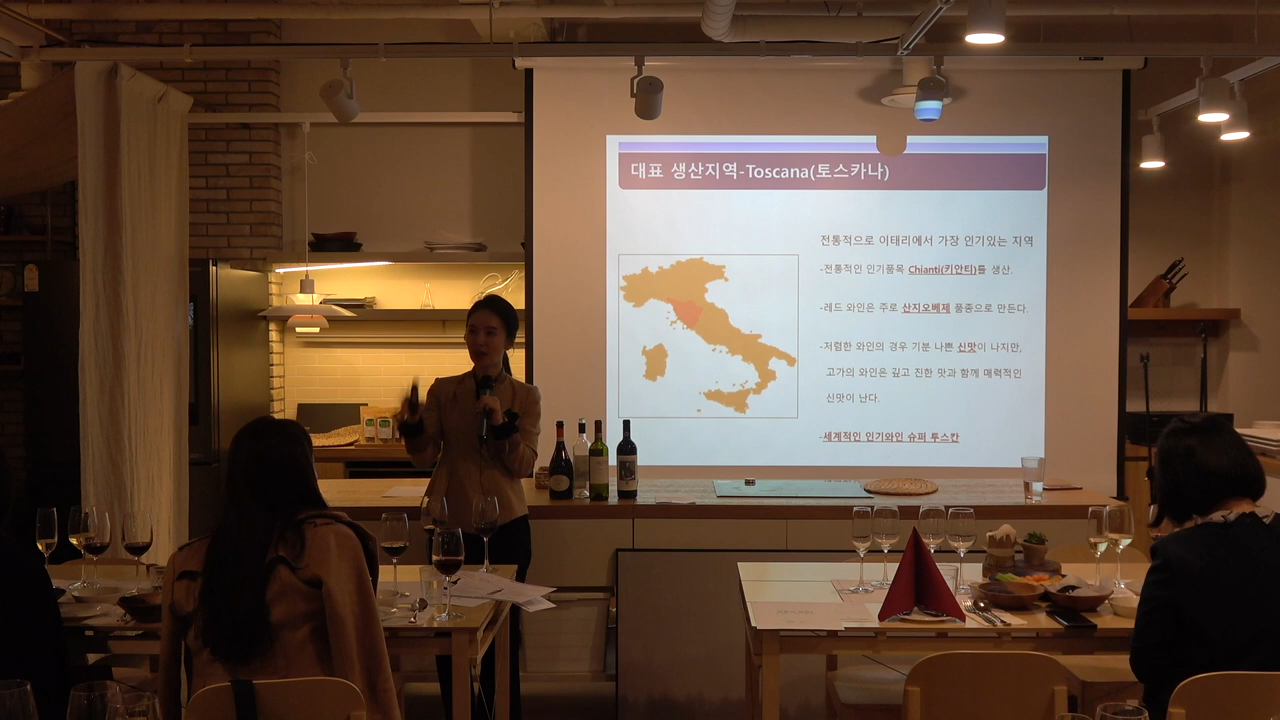 대표 생산지역-Toscana(토스카나)
전통적으로 이태리에서 가장 인기있는 지역
-전통적인 인기품목 Chianti(키안티)를 생산.
-레드 와인은 주로 산지오베제 품종으로 만든다.
-저렴한 와인의 경우 기분 나쁜 신맛이 나지만,
고가의 와인은 깊고 진한 맛과 함께 매력적인
신맛이 난다.
-세계적인 인기와인 슈퍼 투스칸